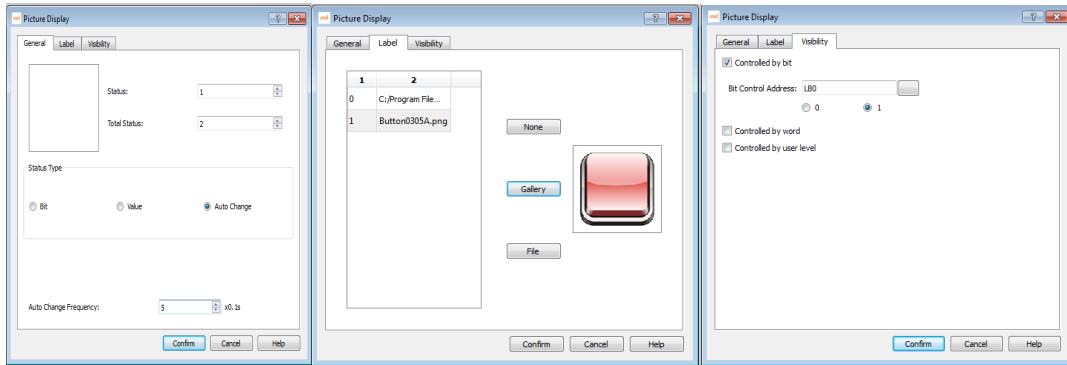 Picture Display
General Label Visibility
Status: 1
Total Status: 2
Status Type
Bit Value Auto Change
Auto Change Frequency: 5 x0.1s
Confirm Cancel Help
Picture Display
General Label Visibility
1 2
0 C:/Program File...
1 Button0305A.png
None
Gallery
File
Confirm Cancel Help
Picture Display
General Label Visibility
Controlled by bit
Bit Control Address: LB0
0 1
Controlled by word
Controlled by user level
Confirm Cancel Help